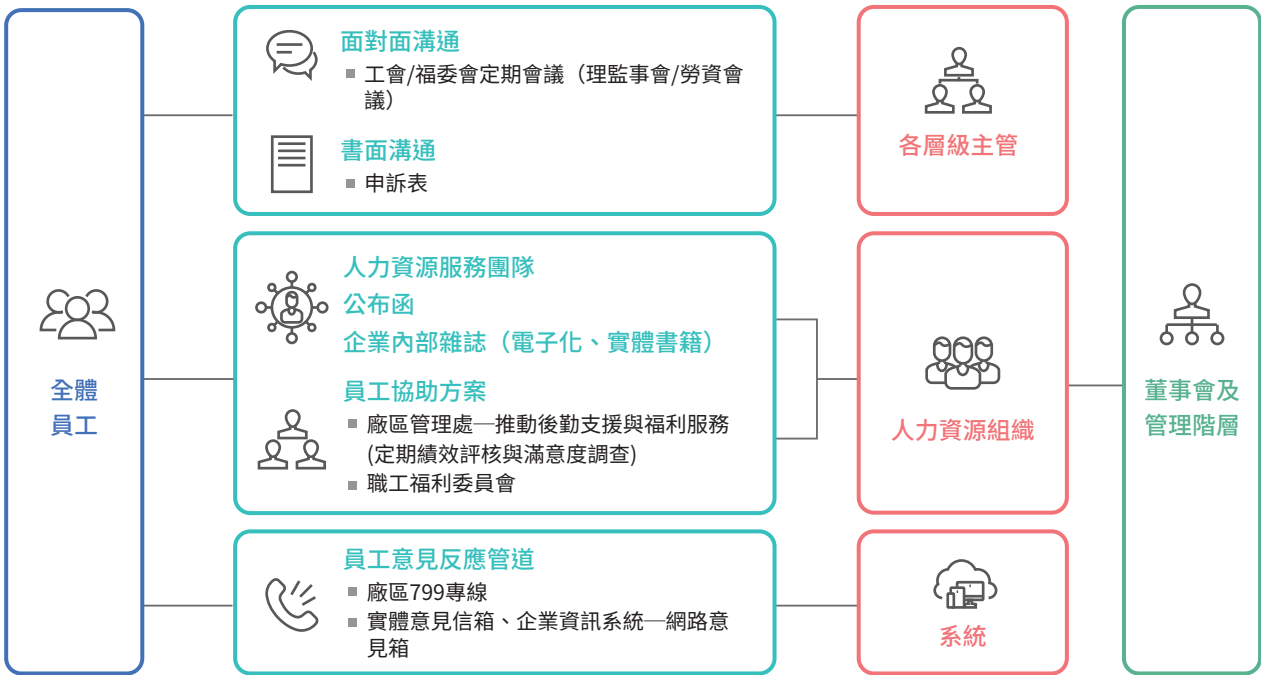 全體
員工
面對面溝通
工會/福委會定期會議（理監事會/勞資會
議）
書面溝通
申訴表
各層級主管
人力資源服務團隊
公布函
企業內部雜誌（電子化、實體書籍）
員工協助方案
廠區管理處─推動後勤支援與福利服務
(定期績效評核與滿意度調查)
職工福利委員會
人力資源組織
員工意見反應管道
廠區799專線
實體意見信箱、企業資訊系統─網路意
見箱
系統
董事會及
管理階層